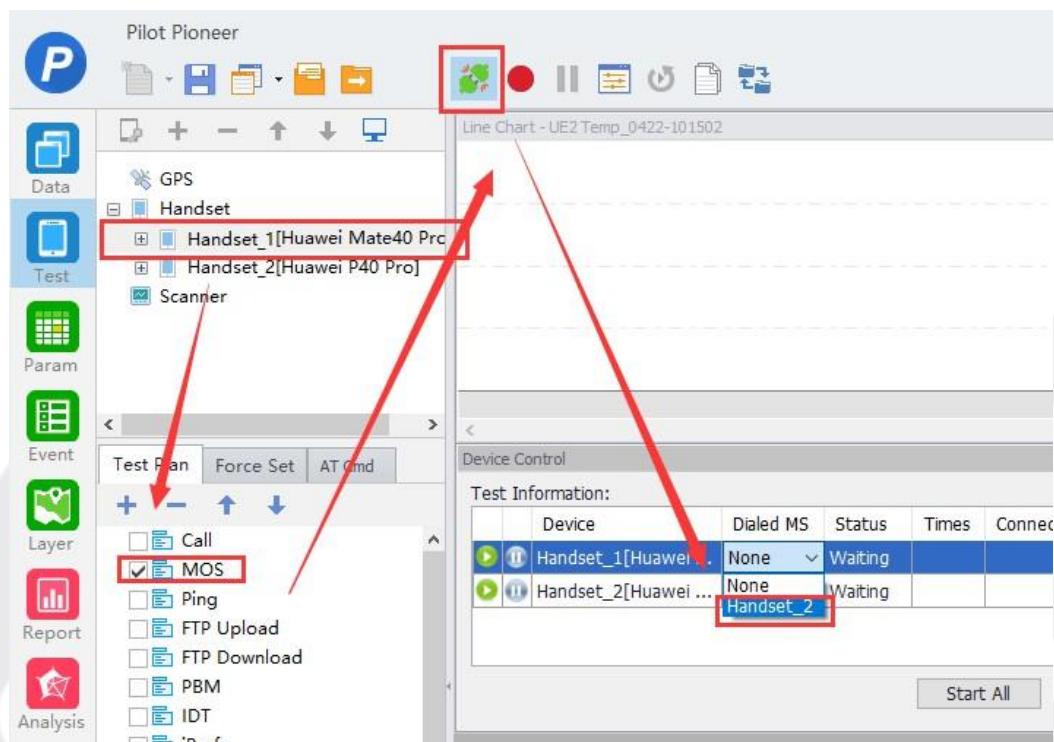 Pilot Pioneer
P
Data
Test
Param
Event
Layer
Report
Analysis
GPS
Handset
Handset_1[Huawei Mate40 Pro
Handset_2[Huawei P40 Pro]
Scanner
Test Plan Force Set AT Cmd
Call
MOS
Ping
FTP Upload
FTP Download
PBM
IDT
Line Chart - UE2 Temp_0422-101502
Device Control
Test Information:
Device Dialed MS Status Times Connec
Handset_1[Huawei ... None Waiting
Handset_2[Huawei ... None Waiting
Handset_2
Start All